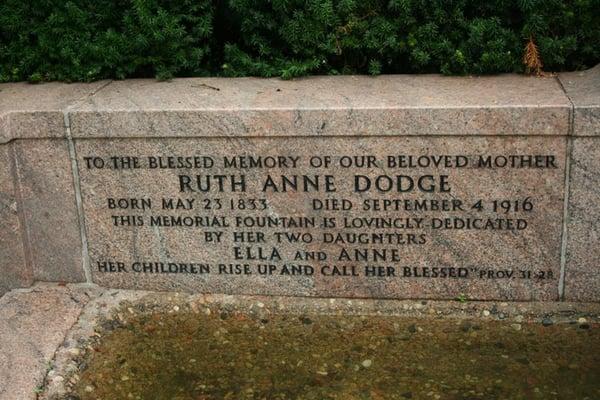 TO THE BLESSED MEMORY OF OUR BELOVED MOTHER
RUTH ANNE DODGE
BORN MAY 23 1833 DIED SEPTEMBER 4 1916
THIS MEMORIAL FOUNTAIN IS LOVINGLY DEDICATED
BY HER TWO DAUGHTERS
ELLA AND ANNE
HER CHILDREN RISE UP AND CALL HER BLESSED" PROV. 31-28